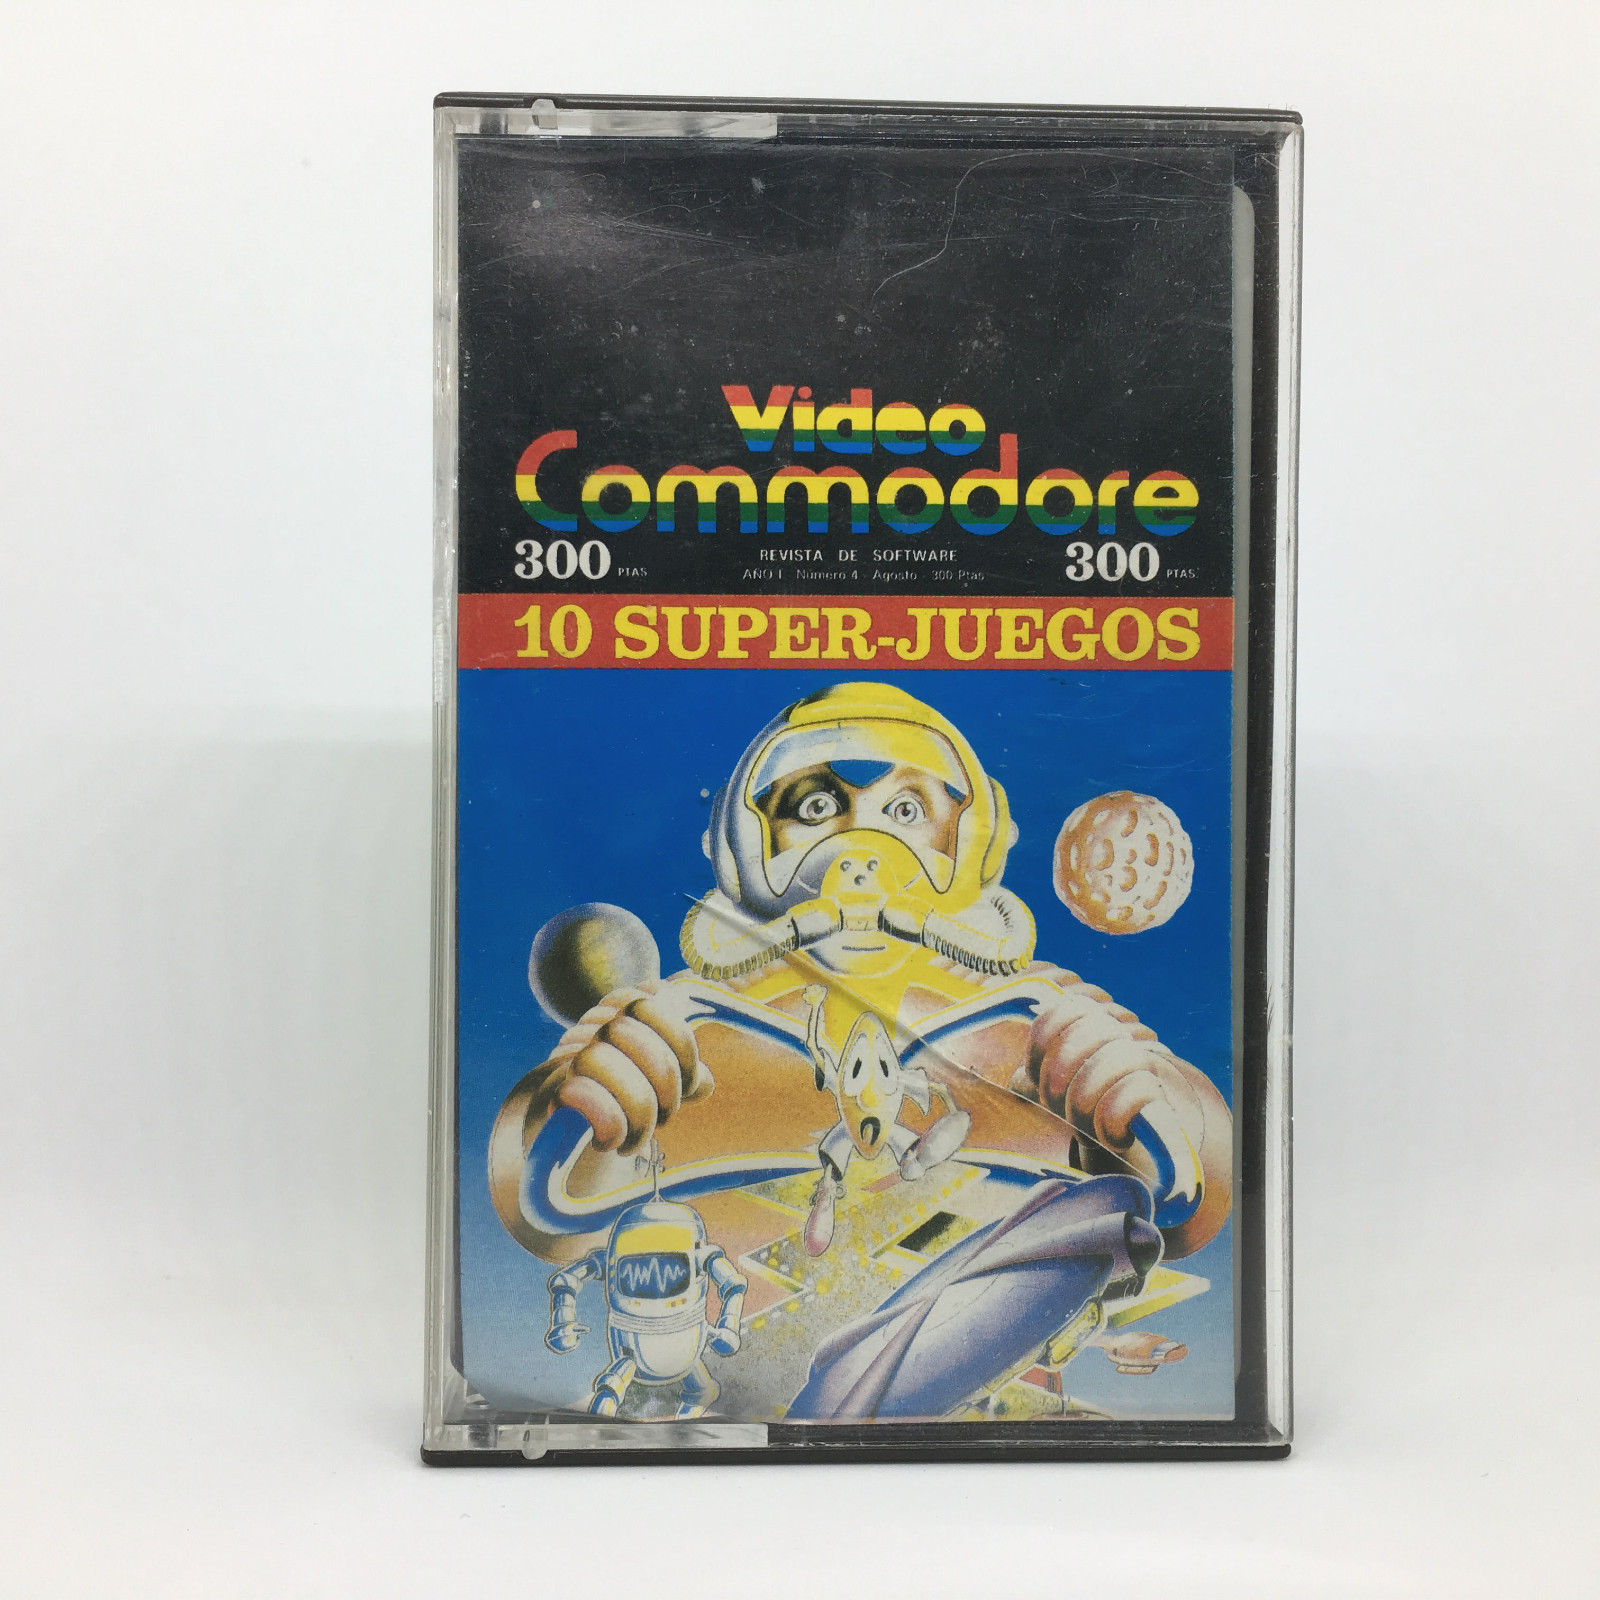 Video
Commodore
300 PTAS REVISTA DE SOFTWARE 300 PTAS.
AÑO I - Número 4 - Agosto - 300 Ptas
10 SUPER-JUEGOS